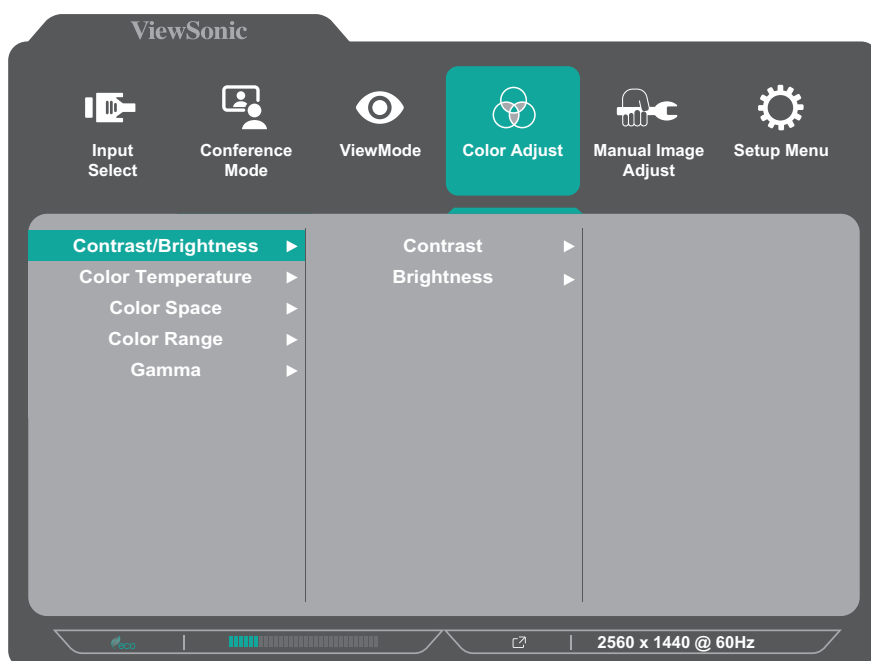 ViewSonic
Input
Select
Conference
Mode
ViewMode
Color Adjust
Manual Image
Adjust
Setup Menu
Contrast/Brightness
Color Temperature
Color Space
Color Range
Gamma
Contrast
Brightness
eco
2560 x 1440 @ 60Hz